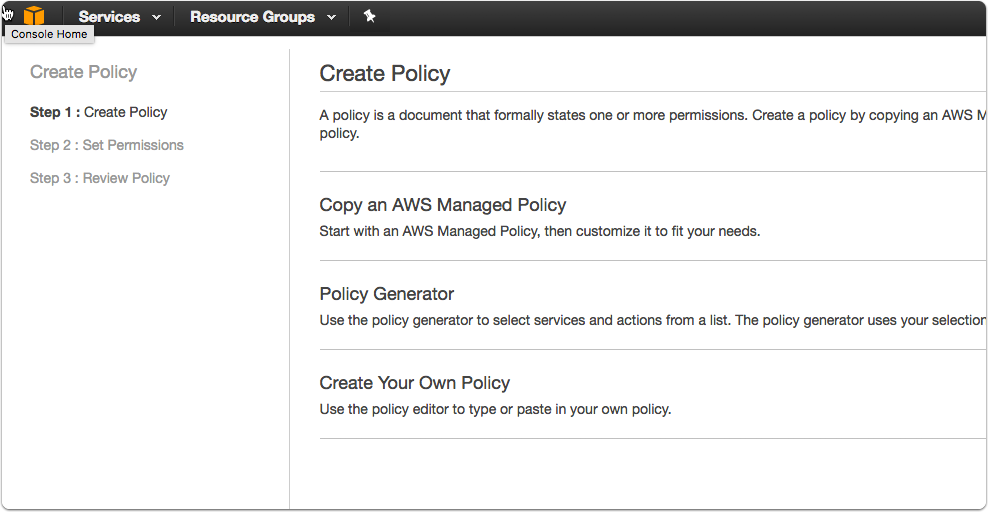 Services Resource Groups
Console Home
Create Policy
Step 1 : Create Policy
Step 2 : Set Permissions
Step 3 : Review Policy
Create Policy
A policy is a document that formally states one or more permissions. Create a policy by copying an AWS M
policy.
Copy an AWS Managed Policy
Start with an AWS Managed Policy, then customize it to fit your needs.
Policy Generator
Use the policy generator to select services and actions from a list. The policy generator uses your selection
Create Your Own Policy
Use the policy editor to type or paste in your own policy.